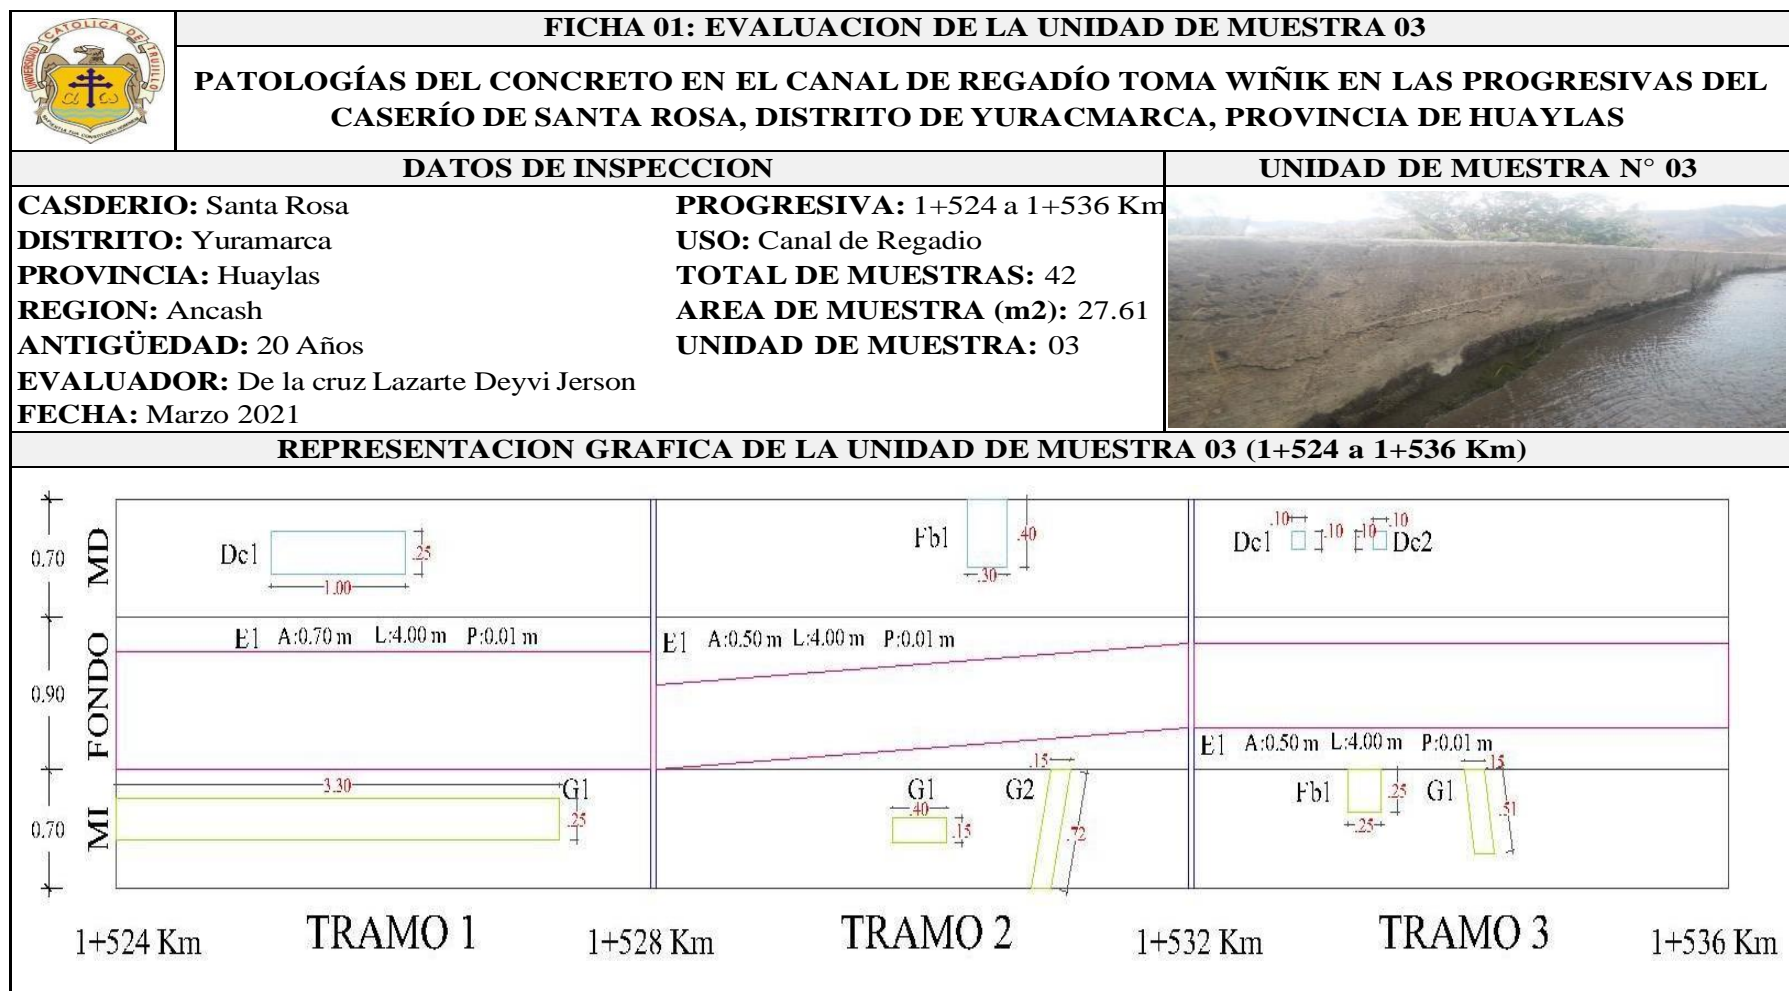 FICHA 01: EVALUACION DE LA UNIDAD DE MUESTRA 03
PATOLOGÍAS DEL CONCRETO EN EL CANAL DE REGADÍO TOMA WIÑIK EN LAS PROGRESIVAS DEL
CASERÍO DE SANTA ROSA, DISTRITO DE YURACMARCA, PROVINCIA DE HUAYLAS
DATOS DE INSPECCION
UNIDAD DE MUESTRA N° 03
CASDERIO: Santa Rosa
PROGRESIVA: 1+524 a 1+536 Km
DISTRITO: Yuramarca
USO: Canal de Regadio
PROVINCIA: Huaylas
TOTAL DE MUESTRAS: 42
REGION: Ancash
AREA DE MUESTRA (m2): 27.61
ANTIGÜEDAD: 20 Años
UNIDAD DE MUESTRA: 03
EVALUADOR: De la cruz Lazarte Deyvi Jerson
FECHA: Marzo 2021
REPRESENTACION GRAFICA DE LA UNIDAD DE MUESTRA 03 (1+524 a 1+536 Km)
0.70
MD
Dc1
.25
1.00
Fb1
.40
.30
.10
Dc1
.10
.10
.10
Dc2
0.90
FONDO
E1 A:0.70 m L:4.00 m P:0.01 m
E1 A:0.50 m L:4.00 m P:0.01 m
E1 A:0.50 m L:4.00 m P:0.01 m
0.70
MI
3.30
G1
.25
G1
.40
.15
G2
.15
.72
Fb1
.25
.25
G1
.15
.51
TRAMO 1
TRAMO 2
TRAMO 3
1+524 Km
1+528 Km
1+532 Km
1+536 Km